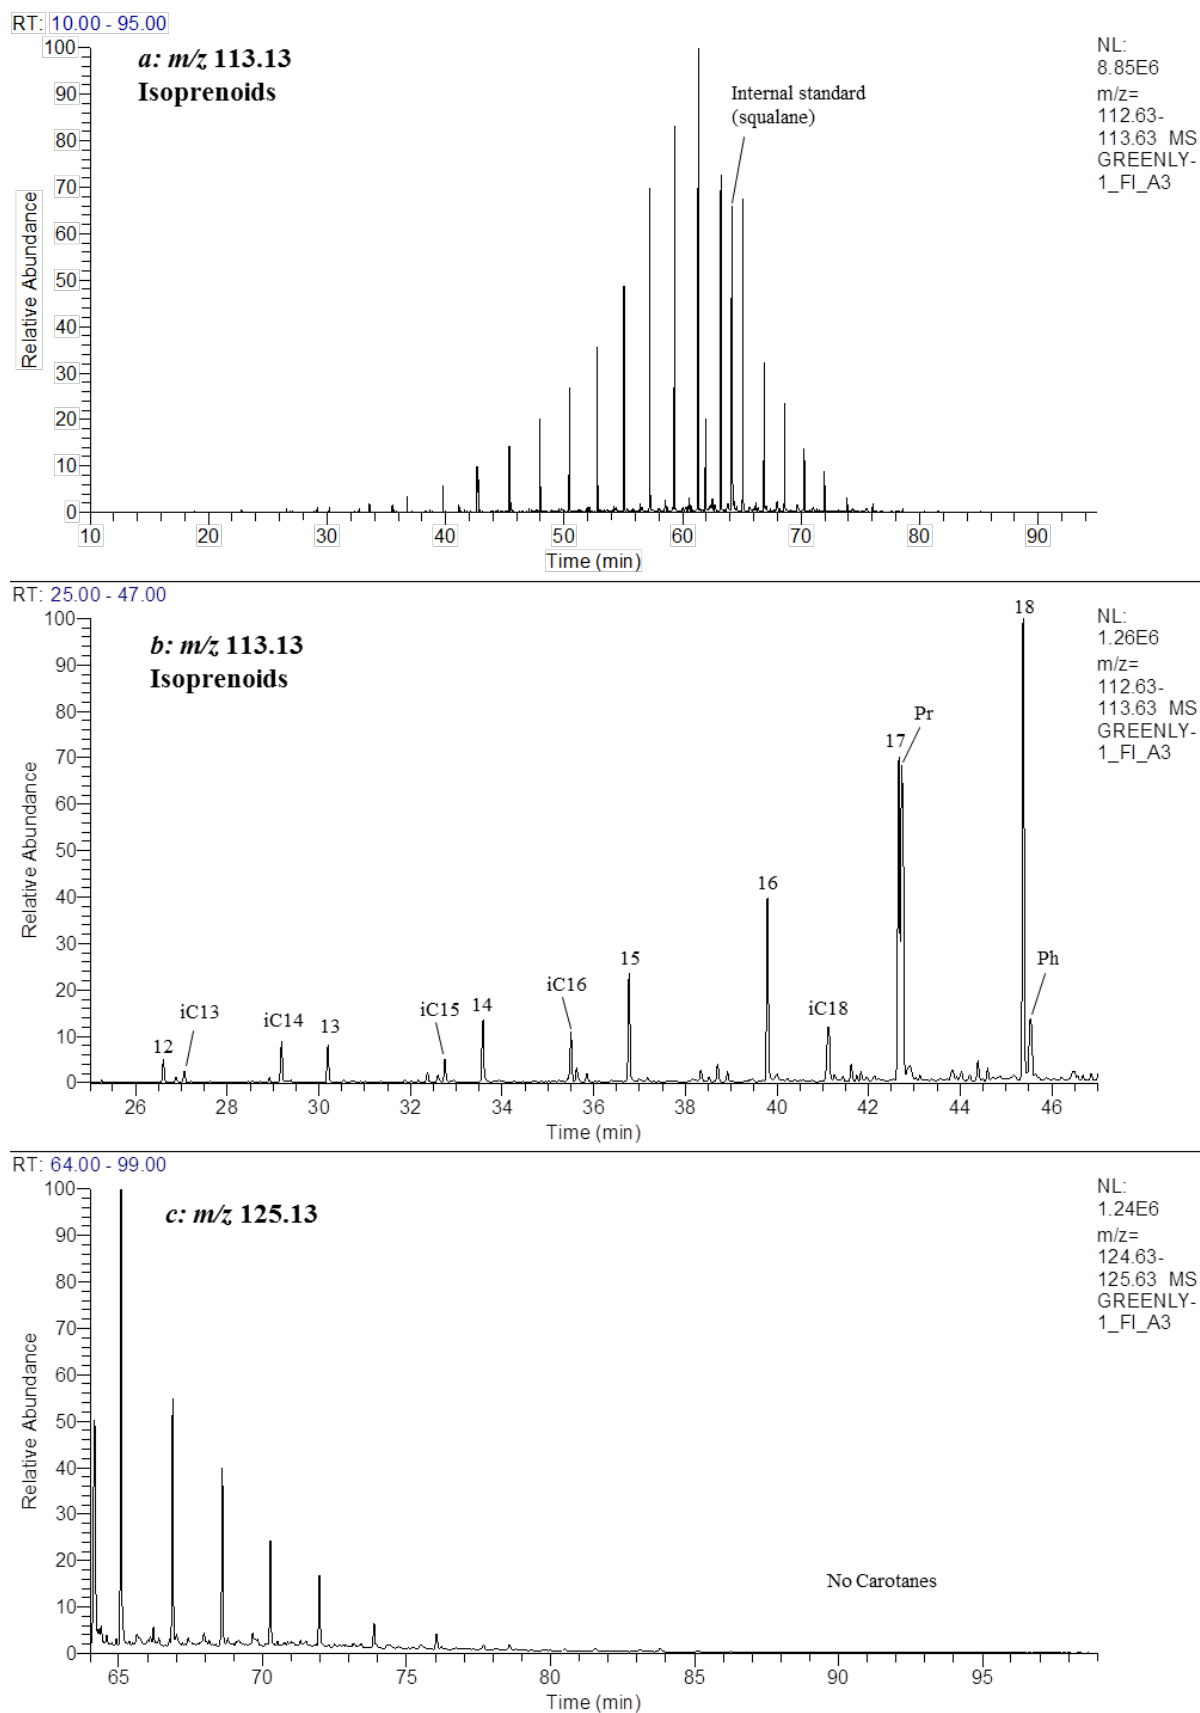 RT: 10.00 - 95.00
a: m/z 113.13
Isoprenoids
Internal standard
(squalane)
NL:
8.85E6
m/z=
112.63-
113.63 MS
GREENLY-
1_FI_A3
Relative Abundance
100
90
80
70
60
50
40
30
20
10
0
10 20 30 40 50 60 70 80 90
Time (min)
RT: 25.00 - 47.00
b: m/z 113.13
Isoprenoids
NL:
1.26E6
m/z=
112.63-
113.63 MS
GREENLY-
1_FI_A3
Relative Abundance
100
90
80
70
60
50
40
30
20
10
0
12
iC13
iC14
13
iC15
14
iC16
15
16
iC18
17
Pr
18
Ph
26 28 30 32 34 36 38 40 42 44 46
Time (min)
RT: 64.00 - 99.00
c: m/z 125.13
NL:
1.24E6
m/z=
124.63-
125.63 MS
GREENLY-
1_FI_A3
Relative Abundance
100
90
80
70
60
50
40
30
20
10
0
No Carotanes
65 70 75 80 85 90 95
Time (min)